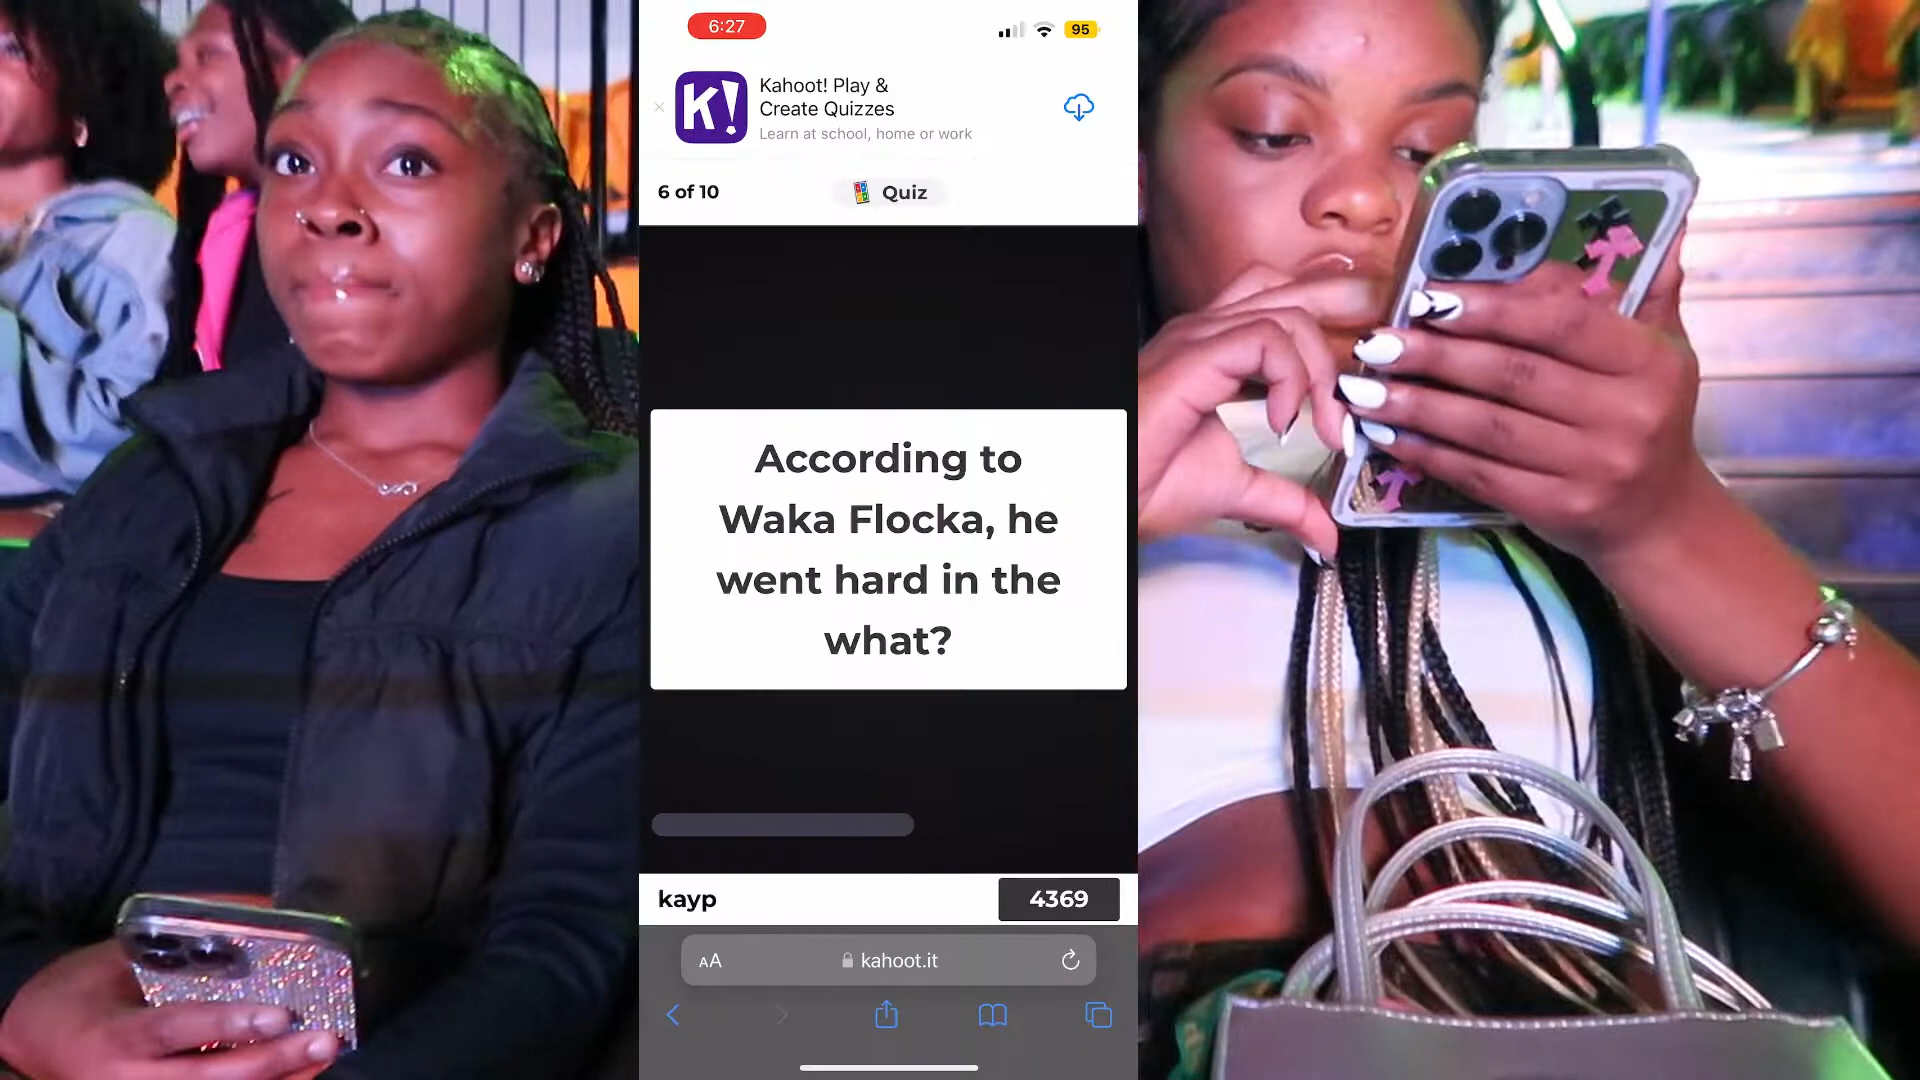 6:27
95
K!
Kahoot! Play &
Create Quizzes
Learn at school, home or work
6 of 10
Quiz
According to
Waka Flocka, he
went hard in the
what?
kayp
4369
AA
kahoot.it